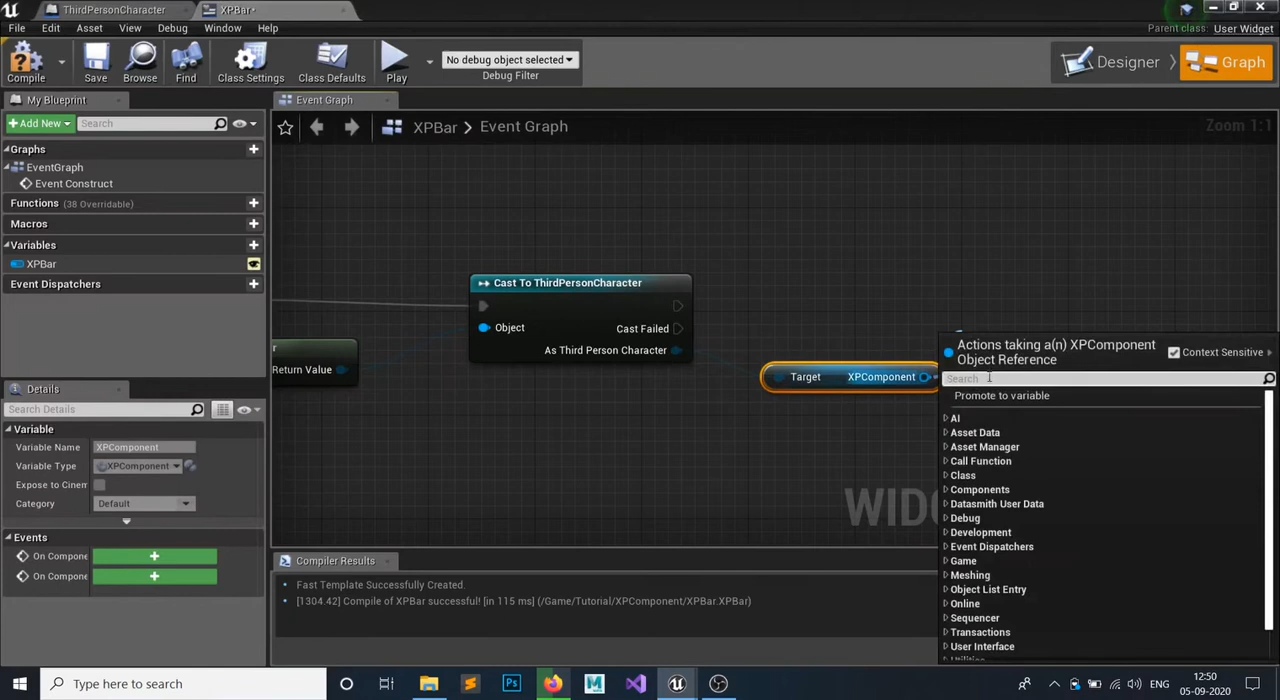 ThirdPersonCharacter
XPBar*
File Edit Asset View Window Debug Help
Parent class: User Widget
Compile
Save
Browse
Find
Class Settings
Class Defaults
Play
No debug object selected
Debug Filter
Designer
Graph
My Blueprint
Event Graph
Add New
Search
XPBar > Event Graph
Zoom 1:1
Graphs
EventGraph
Event Construct
Functions (38 Overridable)
Macros
Variables
XPBar
Event Dispatchers
Cast To ThirdPersonCharacter
Object
Cast Failed
As Third Person Character
r
Return Value
Target
XPComponent
Actions taking a(n) XPComponent
Object Reference
Context Sensitive
Search
Promote to variable
AI
Asset Data
Asset Manager
Call Function
Class
Components
Datasmith User Data
Debug
Development
Event Dispatchers
Game
Meshing
Object List Entry
Online
Sequencer
Transactions
User Interface
WIDG
Details
Search Details
Variable
Variable Name XPComponent
Variable Type XPComponent
Expose to Cinem
Category Default
Events
On Compone
On Compone
Compiler Results
Fast Template Successfully Created.
[1304.42] Compile of XPBar successful! [in 115 ms] (/Game/Tutorial/XPComponent/XPBar.XPBar)
Type here to search
ENG
12:50
05-09-2020